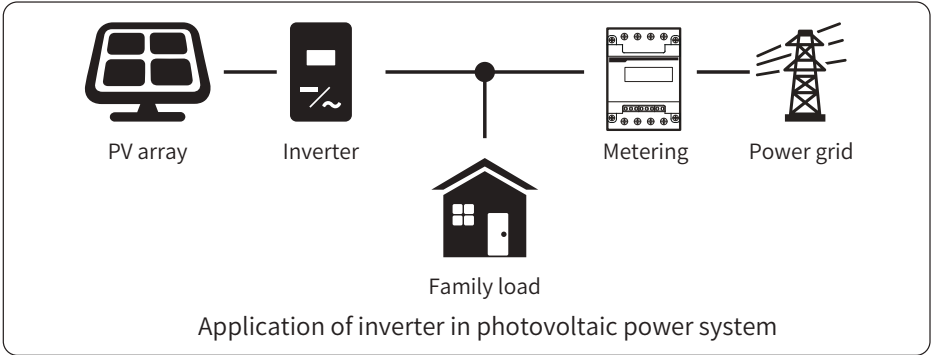 PV array
Inverter
Metering
Power grid
Family load
Application of inverter in photovoltaic power system